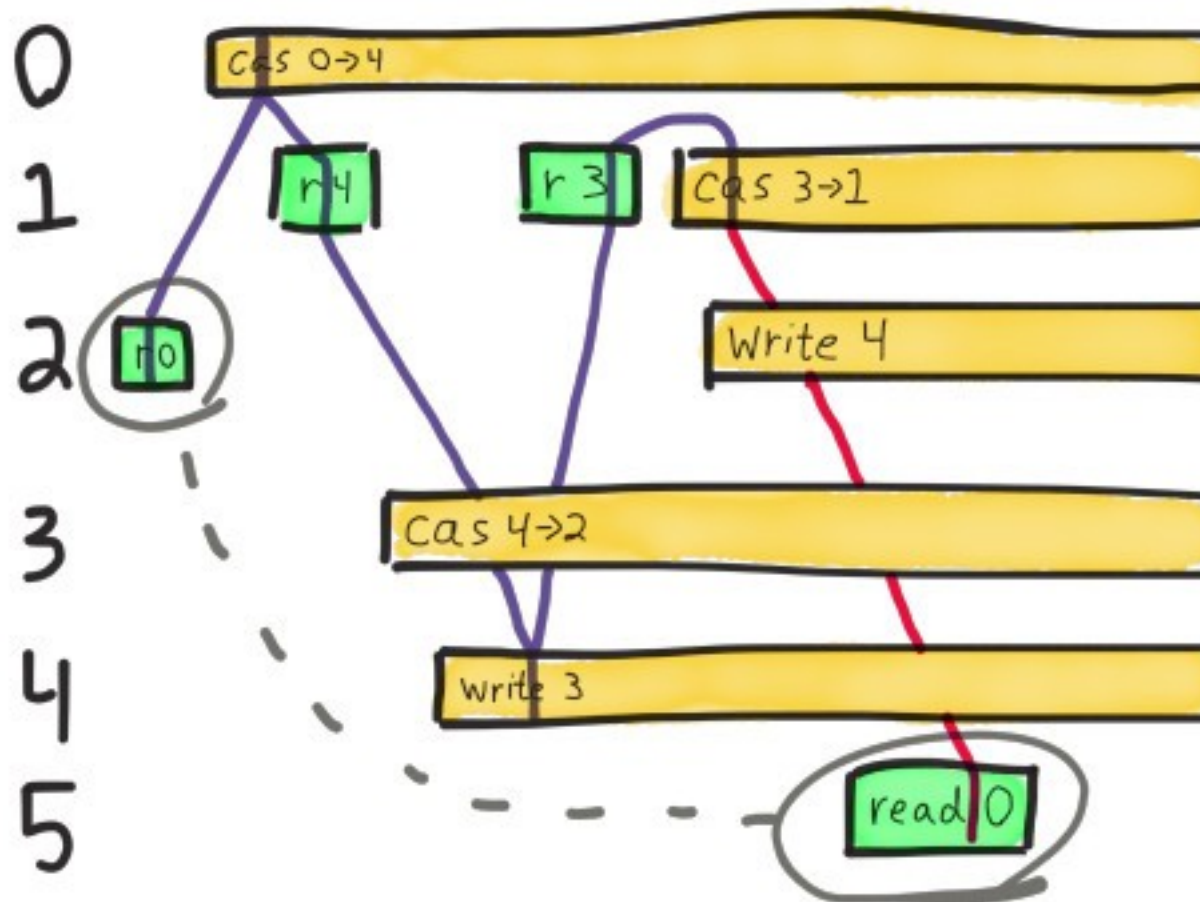 0 cas 0→4
1 r 4 r 3 cas 3→1
2 r0 write 4
3 cas 4→2
4 write 3
5 read 0